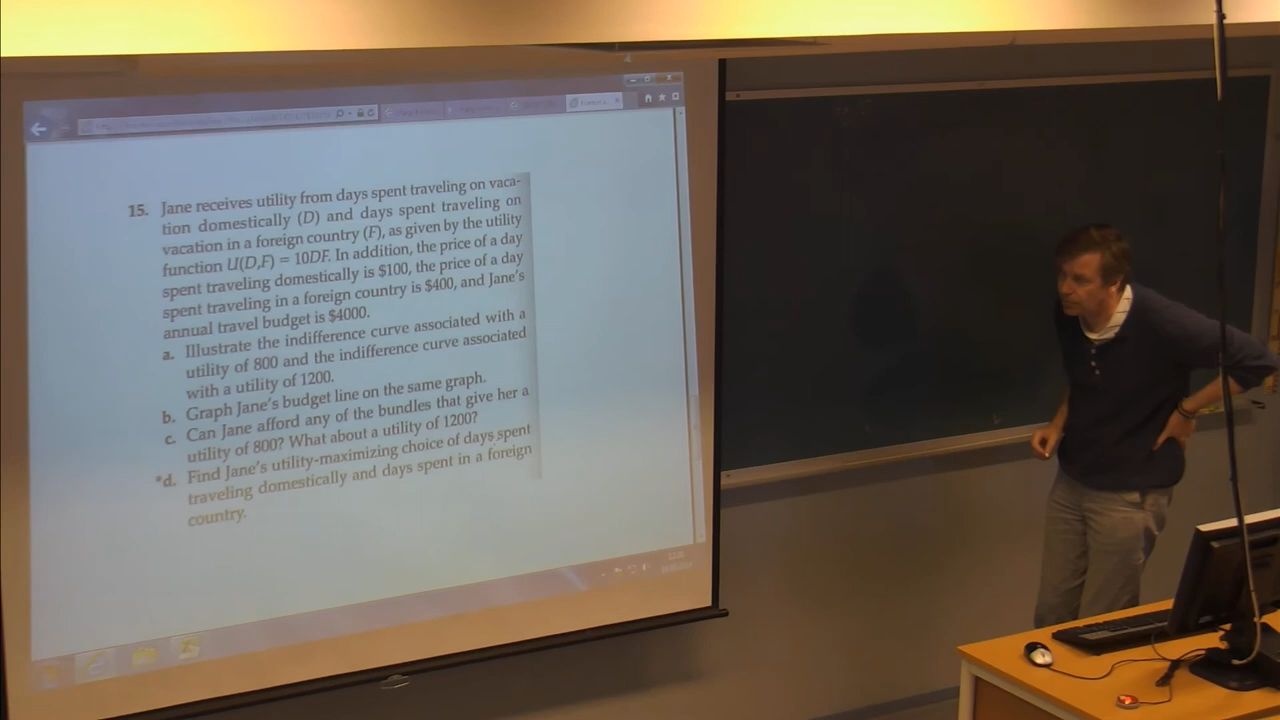 15. Jane receives utility from days spent traveling on vaca-
tion domestically (D) and days spent traveling on
vacation in a foreign country (F), as given by the utility
function U(D,F) = 10DF. In addition, the price of a day
spent traveling domestically is $100, the price of a day
spent traveling in a foreign country is $400, and Jane's
annual travel budget is $4000.
a. Illustrate the indifference curve associated with a
utility of 800 and the indifference curve associated
with a utility of 1200.
b. Graph Jane's budget line on the same graph.
c. Can Jane afford any of the bundles that give her a
utility of 800? What about a utility of 1200?
*d. Find Jane's utility-maximizing choice of days spent
traveling domestically and days spent in a foreign
country.